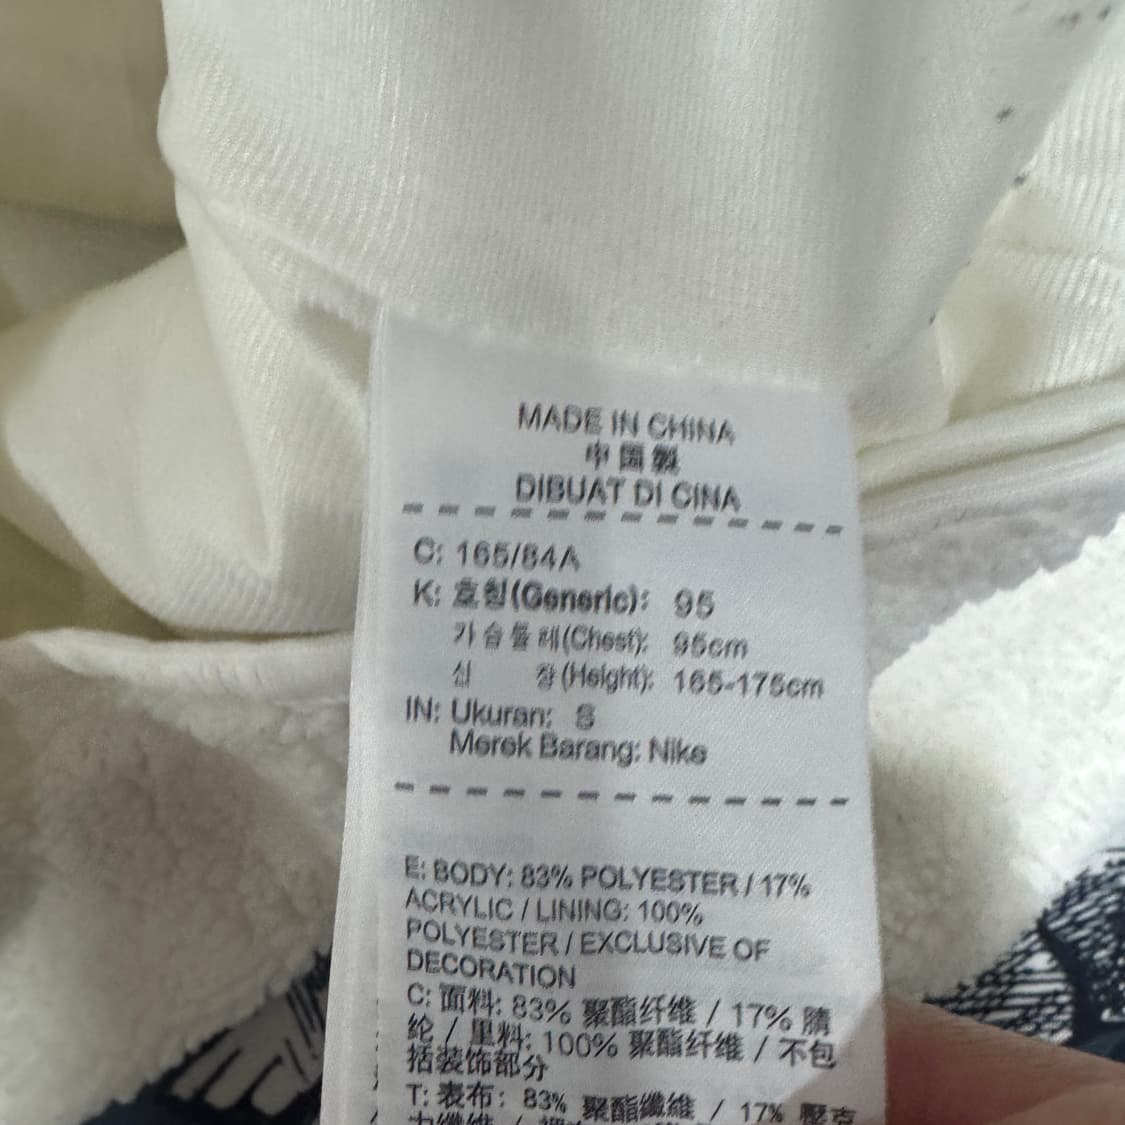 MADE IN CHINA
中国製
DIBUAT DI CINA
C: 165/84A
K: 호칭(Generic): 95
가슴둘레(Chest): 95cm
신 장(Height): 165-175cm
IN: Ukuran: S
Merek Barang: Nike
E: BODY: 83% POLYESTER / 17%
ACRYLIC / LINING: 100%
POLYESTER / EXCLUSIVE OF
DECORATION
C: 面料: 83% 聚酯纤维 / 17% 腈
纶 / 里料: 100% 聚酯纤维 / 不包
括装饰部分
T: 表布: 83% 聚酯纖維 / 17% 壓克
力纖維 /